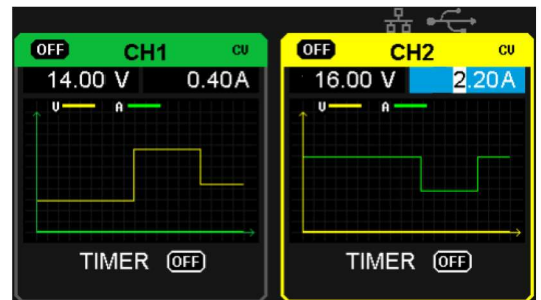 OFF CH1 CV
14.00 V 0.40A
U A
TIMER OFF
OFF CH2 CV
16.00 V 2.20A
U A
TIMER OFF